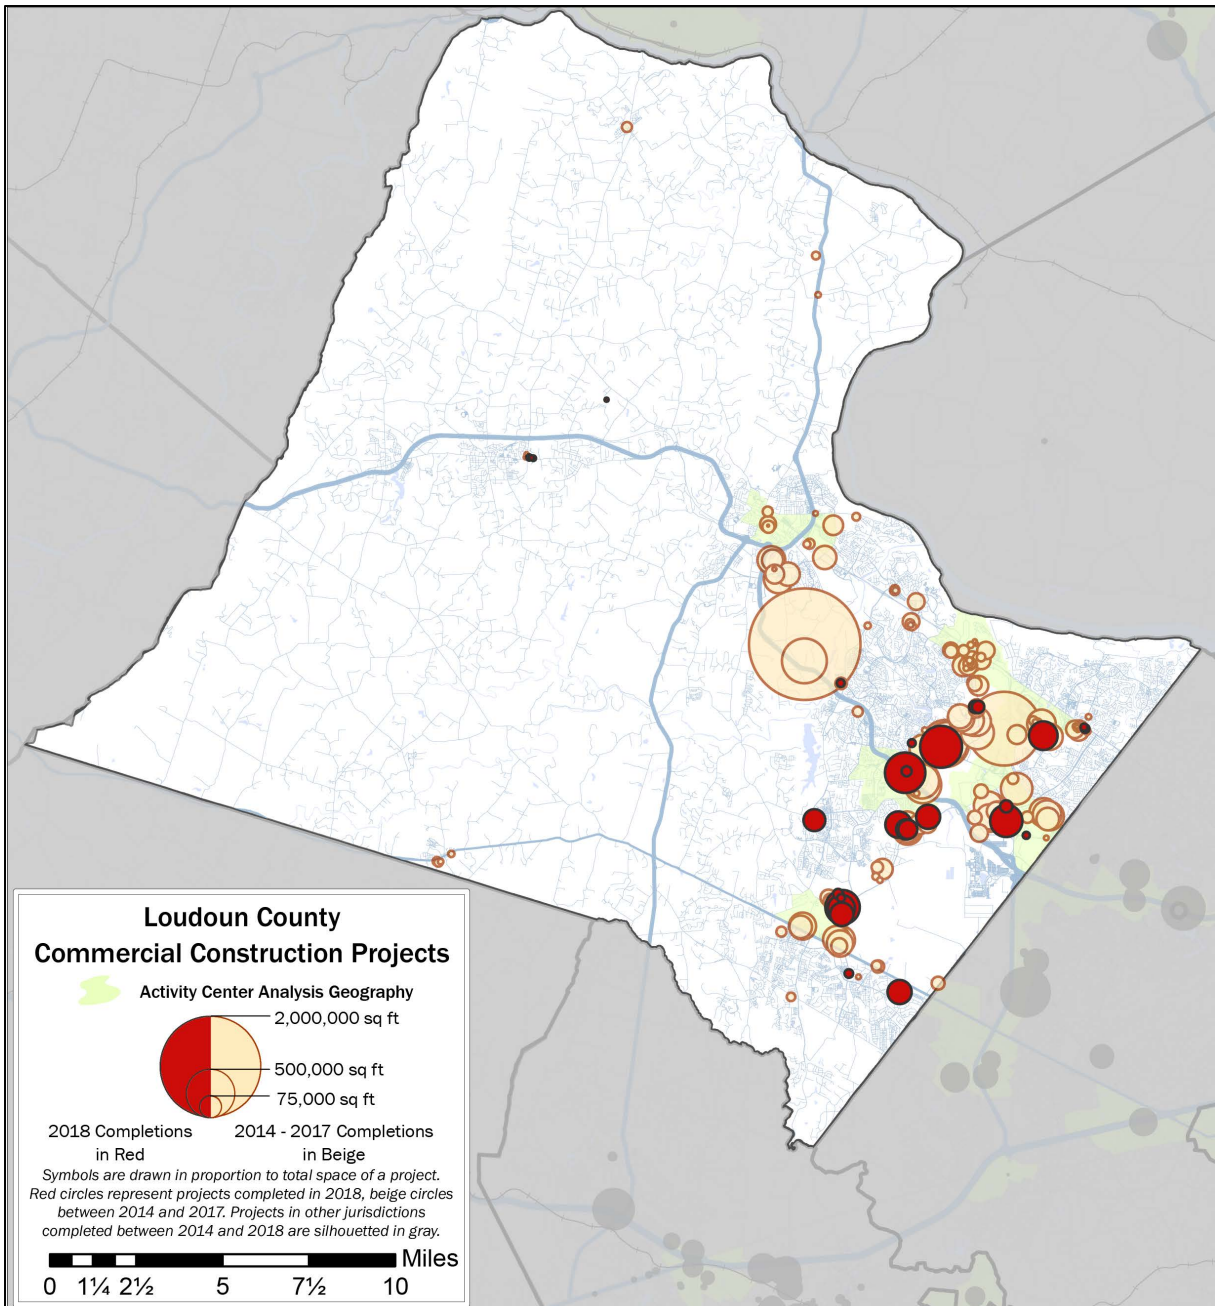 Loudoun County
Commercial Construction Projects
Activity Center Analysis Geography
2,000,000 sq ft
500,000 sq ft
75,000 sq ft
2018 Completions
in Red
2014 - 2017 Completions
in Beige
Symbols are drawn in proportion to total space of a project.
Red circles represent projects completed in 2018, beige circles
between 2014 and 2017. Projects in other jurisdictions
completed between 2014 and 2018 are silhouetted in gray.
Miles
0 1¼ 2½ 5 7½ 10